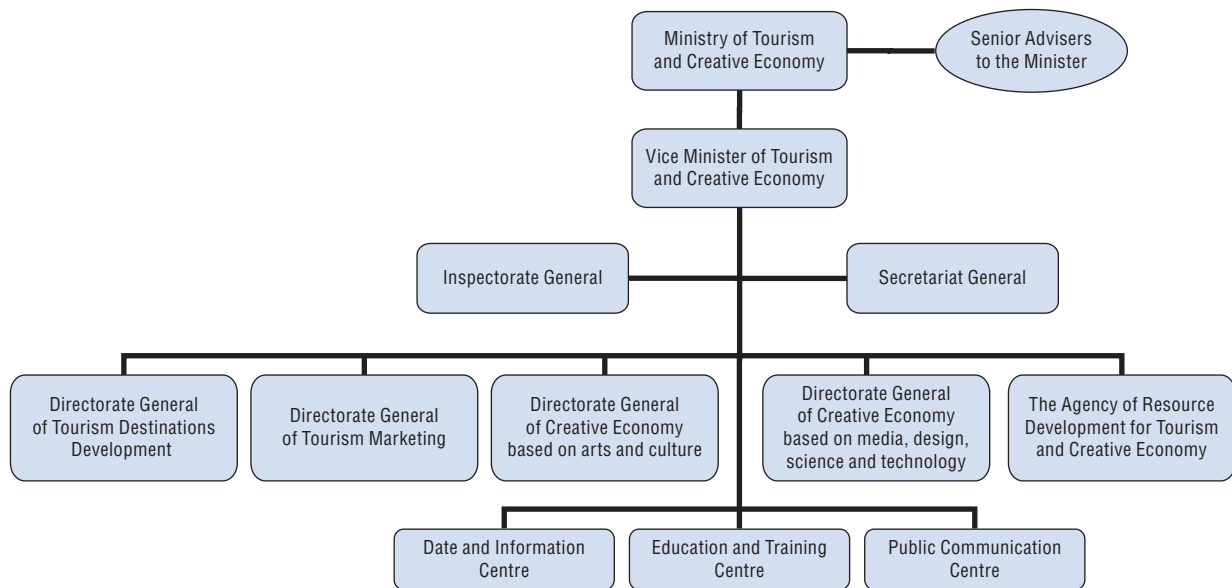 Ministry of Tourism
and Creative Economy
Senior Advisers
to the Minister
Vice Minister of Tourism
and Creative Economy
Inspectorate General
Secretariat General
Directorate General
of Tourism Destinations
Development
Directorate General
of Tourism Marketing
Directorate General
of Creative Economy
based on arts and culture
Directorate General
of Creative Economy
based on media, design,
science and technology
The Agency of Resource
Development for Tourism
and Creative Economy
Date and Information
Centre
Education and Training
Centre
Public Communication
Centre